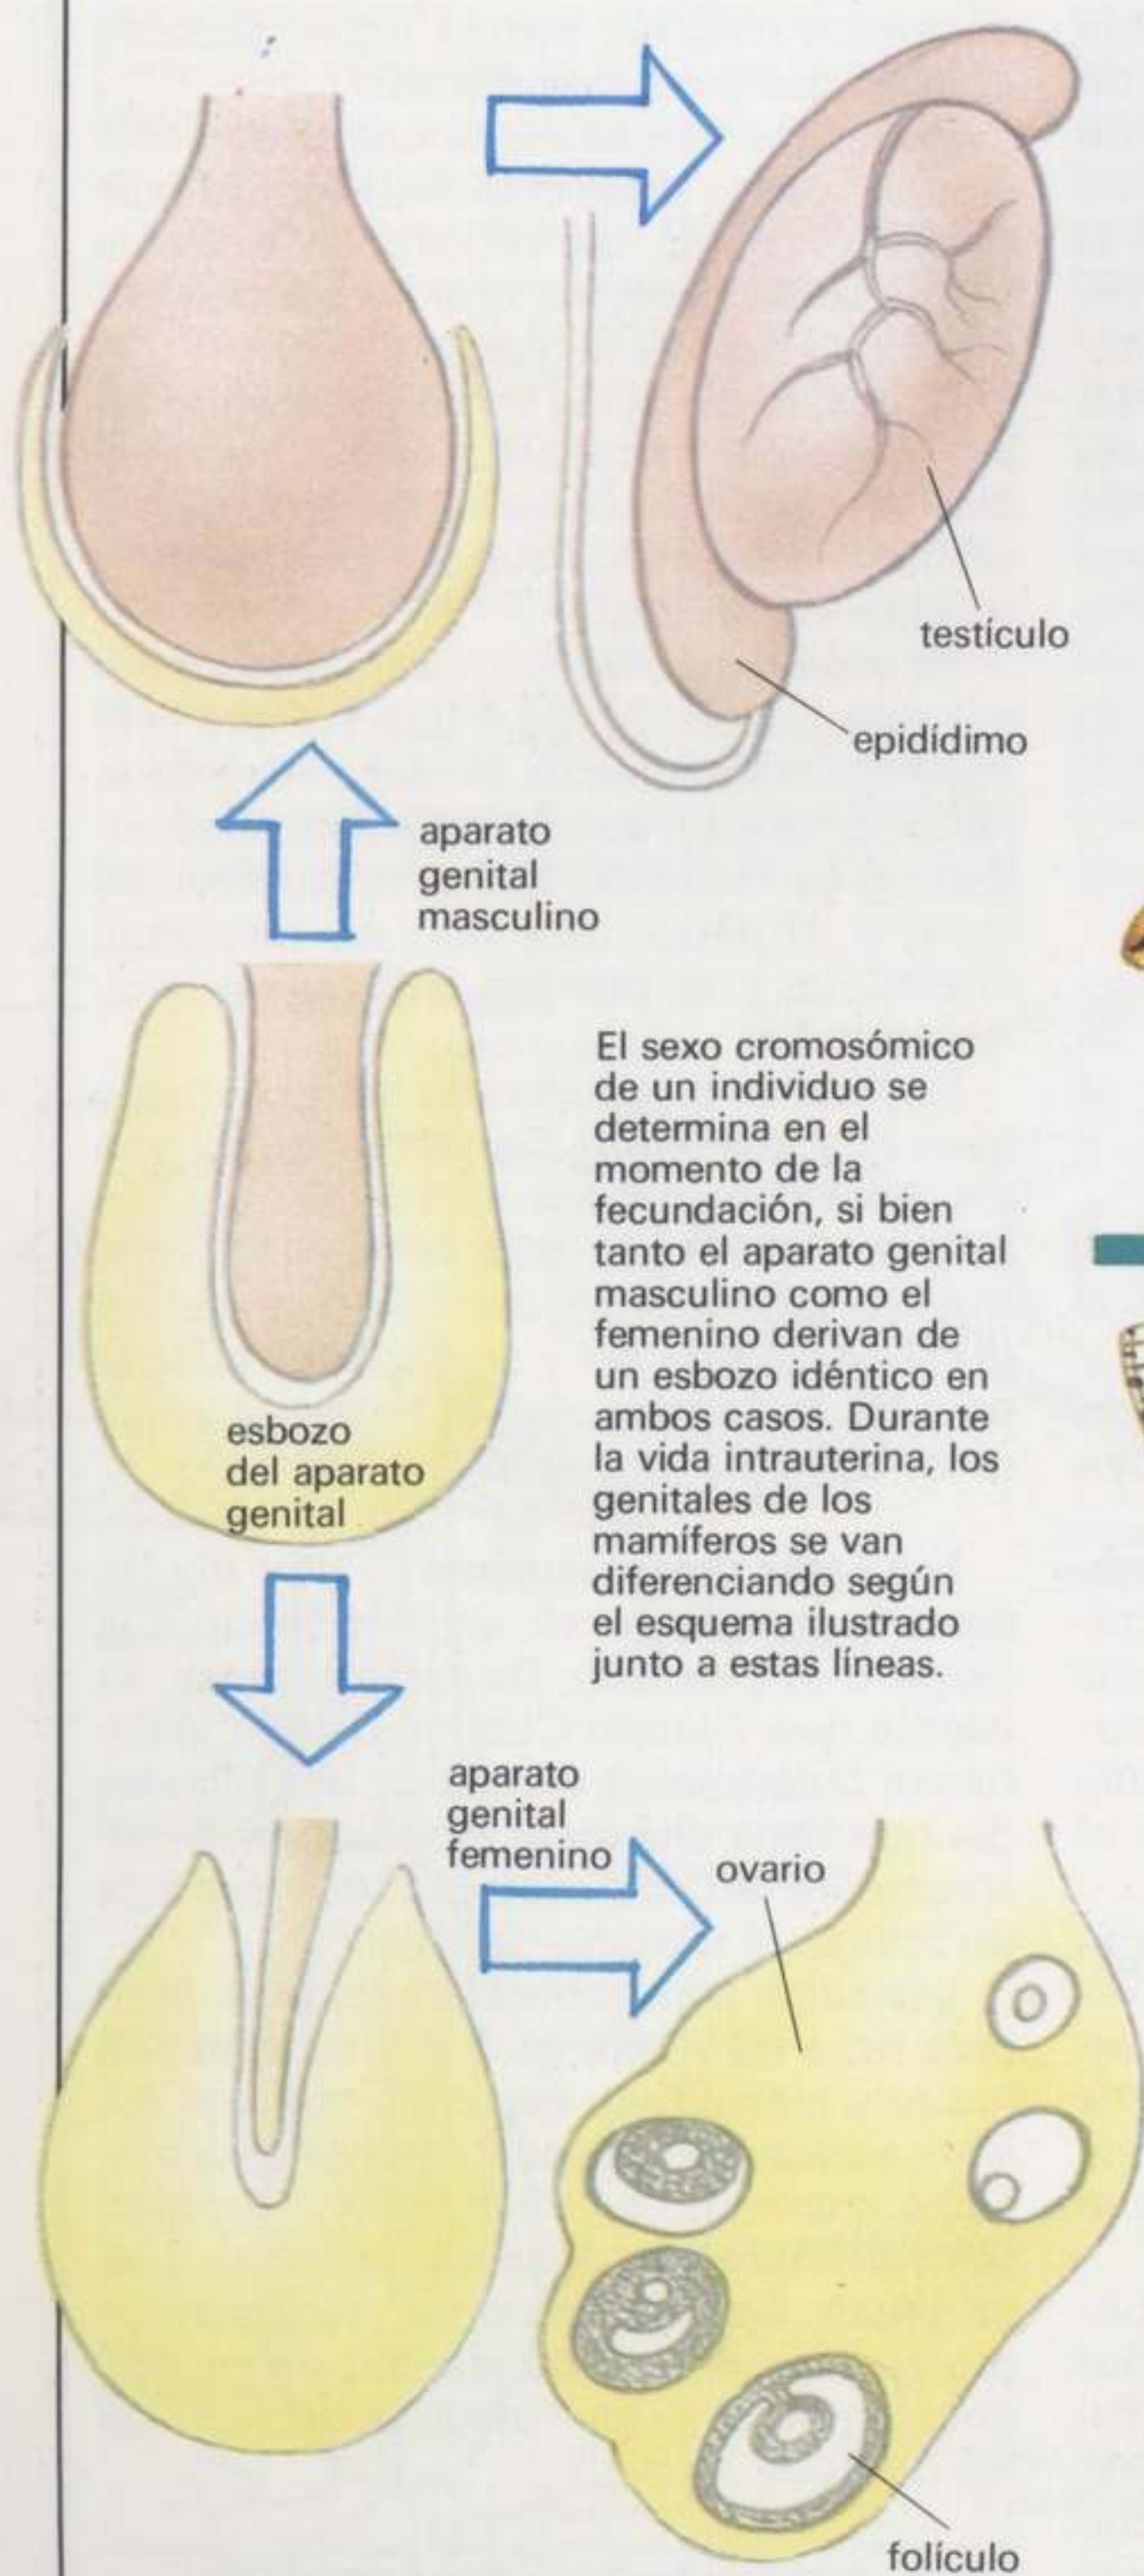 testículo
epidídimo
aparato
genital
masculino
El sexo cromosómico
de un individuo se
determina en el
momento de la
fecundación, si bien
tanto el aparato genital
masculino como el
femenino derivan de
un esbozo idéntico en
ambos casos. Durante
la vida intrauterina, los
genitales de los
mamíferos se van
diferenciando según
el esquema ilustrado
junto a estas líneas.
esbozo
del aparato
genital
aparato
genital
femenino
ovario
folículo